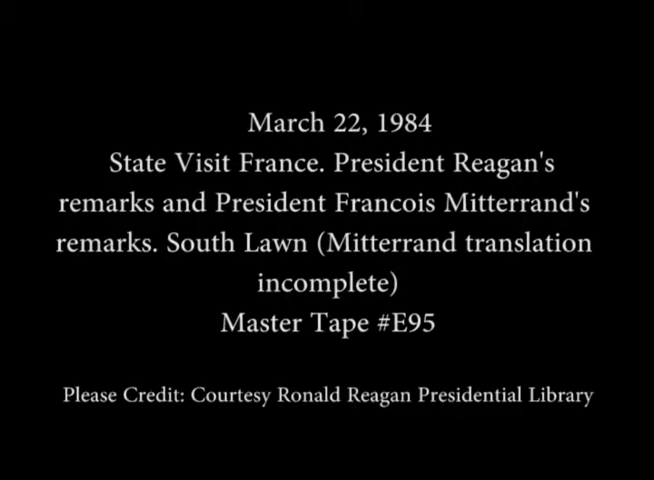 March 22, 1984
State Visit France. President Reagan's
remarks and President Francois Mitterrand's
remarks. South Lawn (Mitterrand translation
incomplete)
Master Tape #E95
Please Credit: Courtesy Ronald Reagan Presidential Library